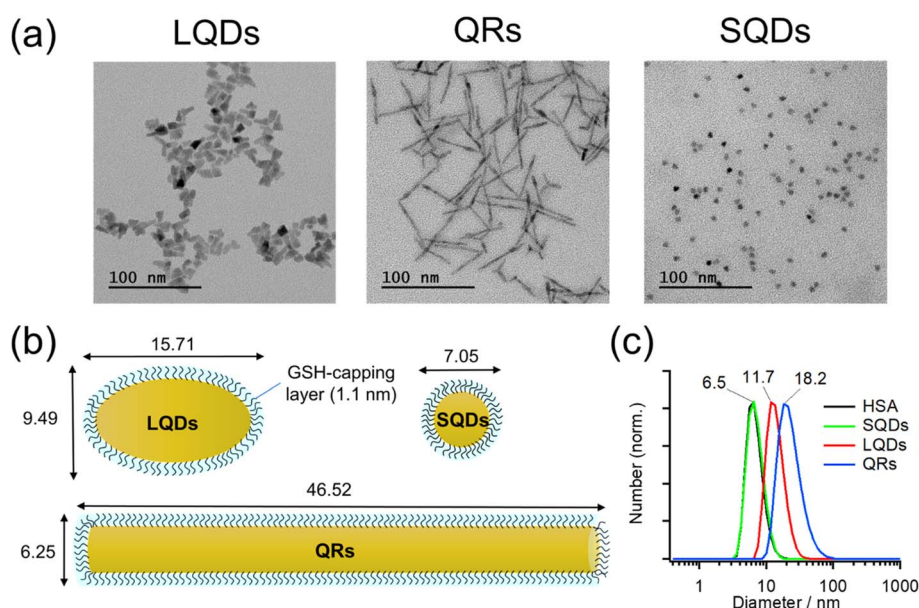 (a)
LQDs
QRs
SQDs
100 nm
100 nm
100 nm
(b)
15.71
9.49
LQDs
GSH-capping
layer (1.1 nm)
7.05
SQDs
46.52
6.25
QRs
(c)
6.5
11.7
18.2
HSA
SQDs
LQDs
QRs
Number (norm.)
1
10
100
1000
Diameter / nm